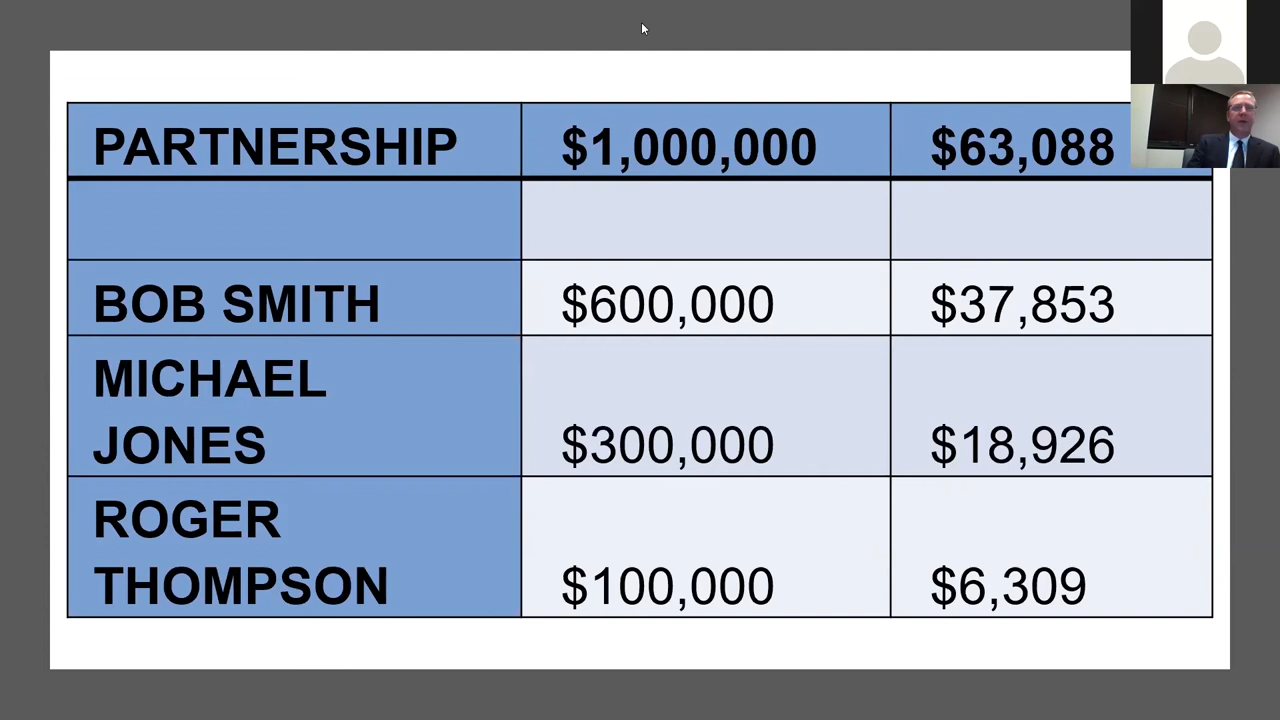 PARTNERSHIP $1,000,000 $63,088
BOB SMITH $600,000 $37,853
MICHAEL
JONES $300,000 $18,926
ROGER
THOMPSON $100,000 $6,309